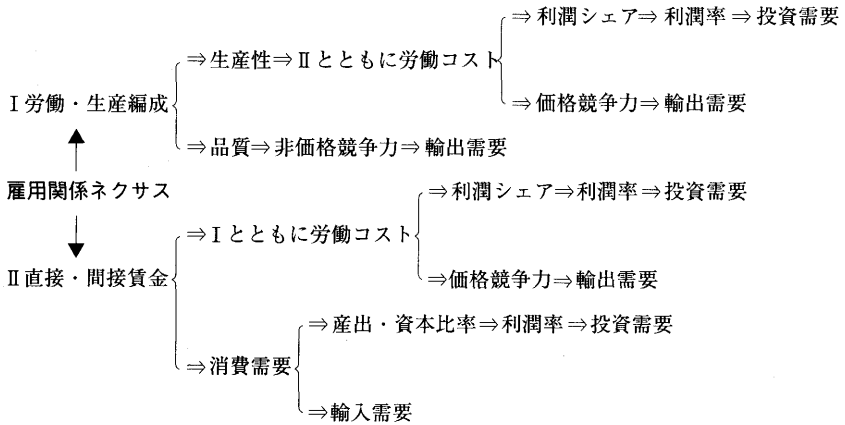 ⇒利潤シェア⇒利潤率⇒投資需要
⇒生産性⇒Ⅱとともに労働コスト
Ⅰ労働・生産編成
⇒価格競争力⇒輸出需要
⇒品質⇒非価格競争力⇒輸出需要
雇用関係ネクサス
⇒利潤シェア⇒利潤率⇒投資需要
⇒Ⅰとともに労働コスト
Ⅱ直接・間接賃金
⇒価格競争力⇒輸出需要
⇒産出・資本比率⇒利潤率⇒投資需要
⇒消費需要
⇒輸入需要